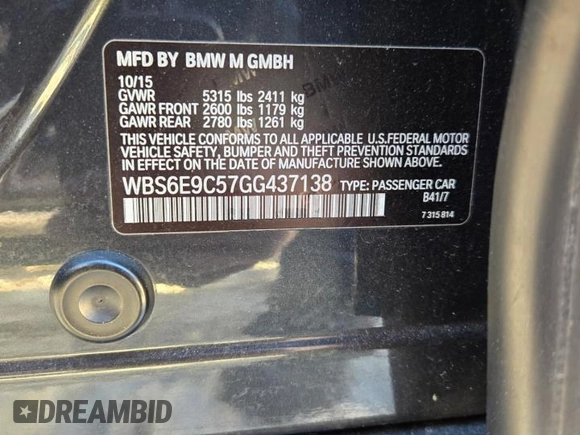 MFD BY BMW M GMBH
10/15
GVWR 5315 lbs 2411 kg
GAWR FRONT 2600 lbs 1179 kg
GAWR REAR 2780 lbs 1261 kg
THIS VEHICLE CONFORMS TO ALL APPLICABLE U.S.FEDERAL MOTOR
VEHICLE SAFETY, BUMPER AND THEFT PREVENTION STANDARDS
IN EFFECT ON THE DATE OF MANUFACTURE SHOWN ABOVE.
WBS6E9C57GG437138 TYPE: PASSENGER CAR
B41/7
7 315 814
DREAMBID